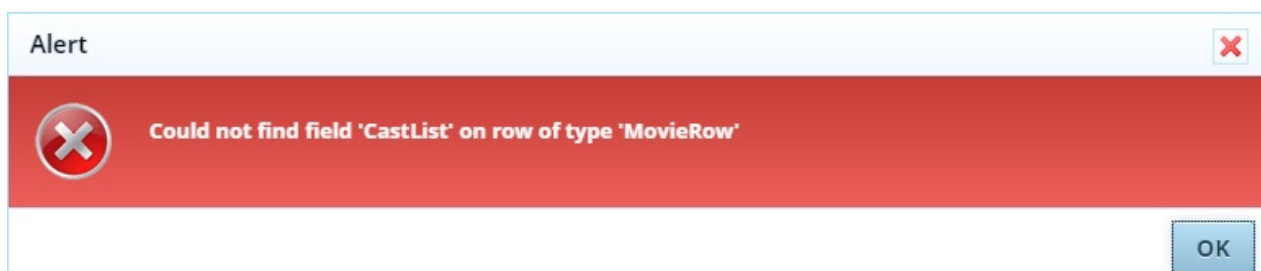 Alert
Could not find field 'CastList' on row of type 'MovieRow'
OK